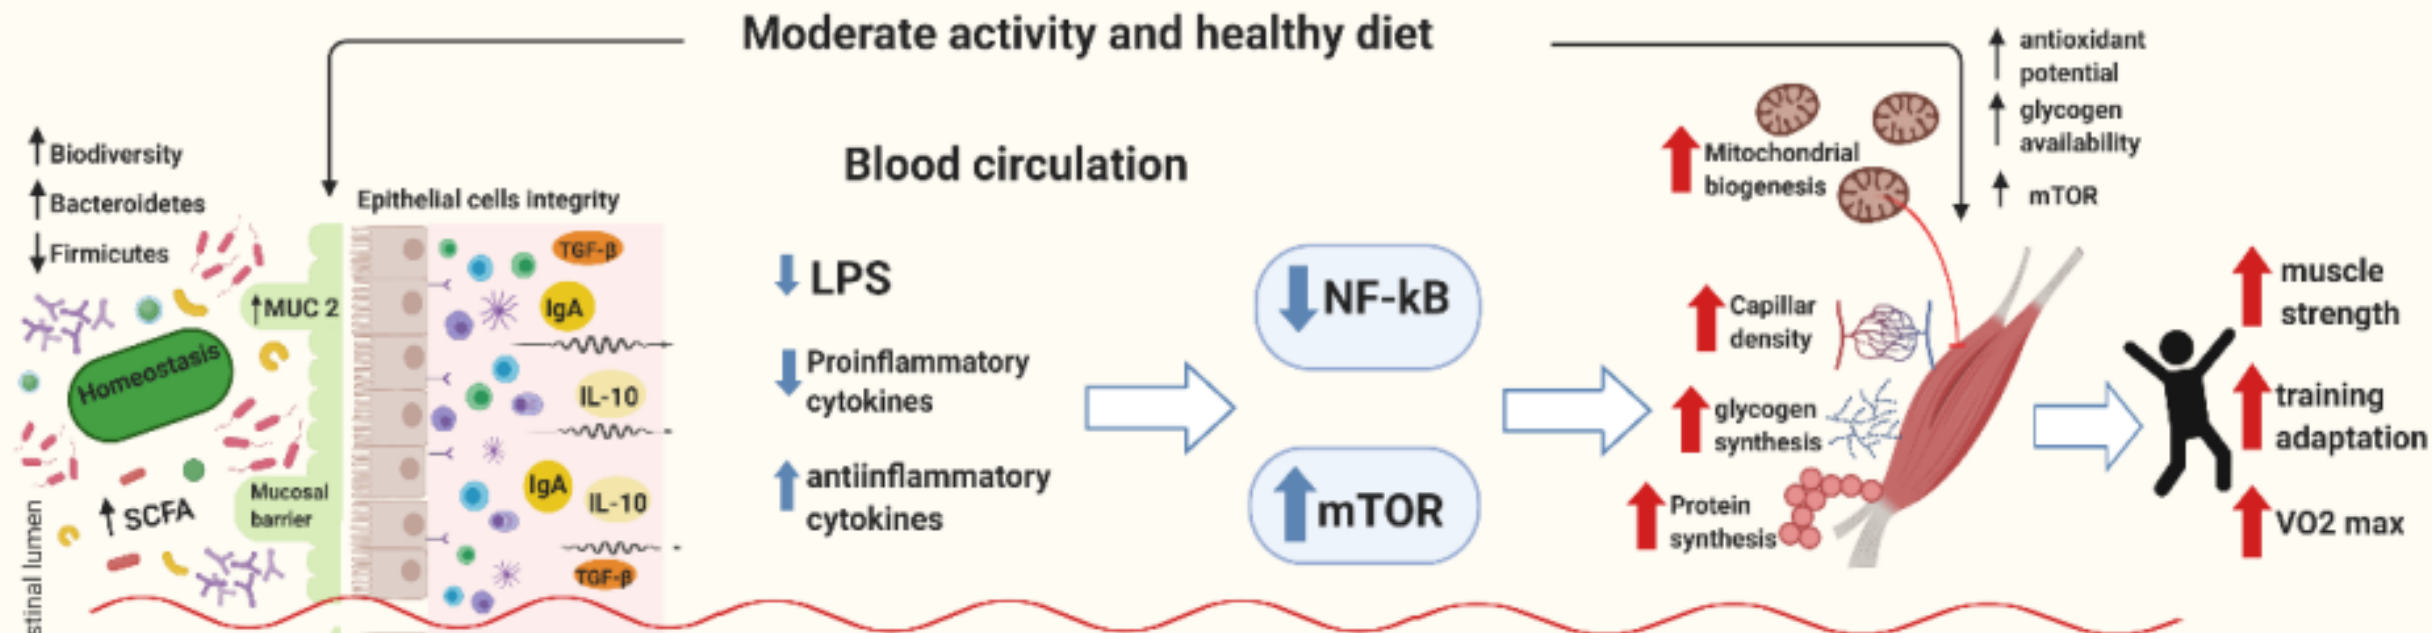 Moderate activity and healthy diet
Biodiversity
Bacteroidetes
Firmicutes
MUC 2
Homeostasis
SCFA
Mucosal
barrier
stinal lumen
Epithelial cells integrity
TGF-β
IgA
IL-10
IgA
IL-10
TGF-β
Blood circulation
LPS
Proinflammatory
cytokines
antiinflammatory
cytokines
NF-kB
mTOR
Mitochondrial
biogenesis
Capillar
density
glycogen
synthesis
Protein
synthesis
antioxidant
potential
glycogen
availability
mTOR
muscle
strength
training
adaptation
VO2 max